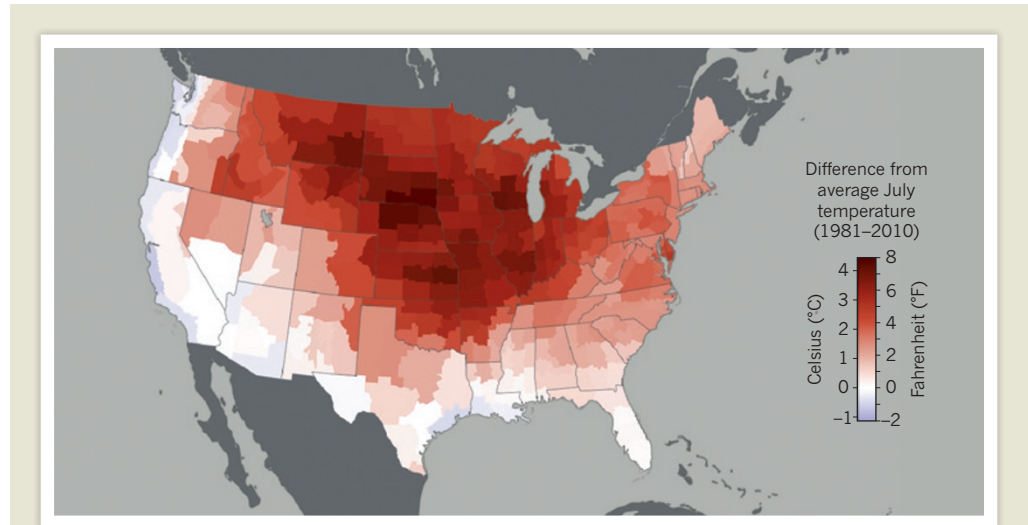 Difference from
average July
temperature
(1981–2010)
Celsius (°C)
4
3
2
1
0
–1
8
6
4
2
0
–2
Fahrenheit (°F)